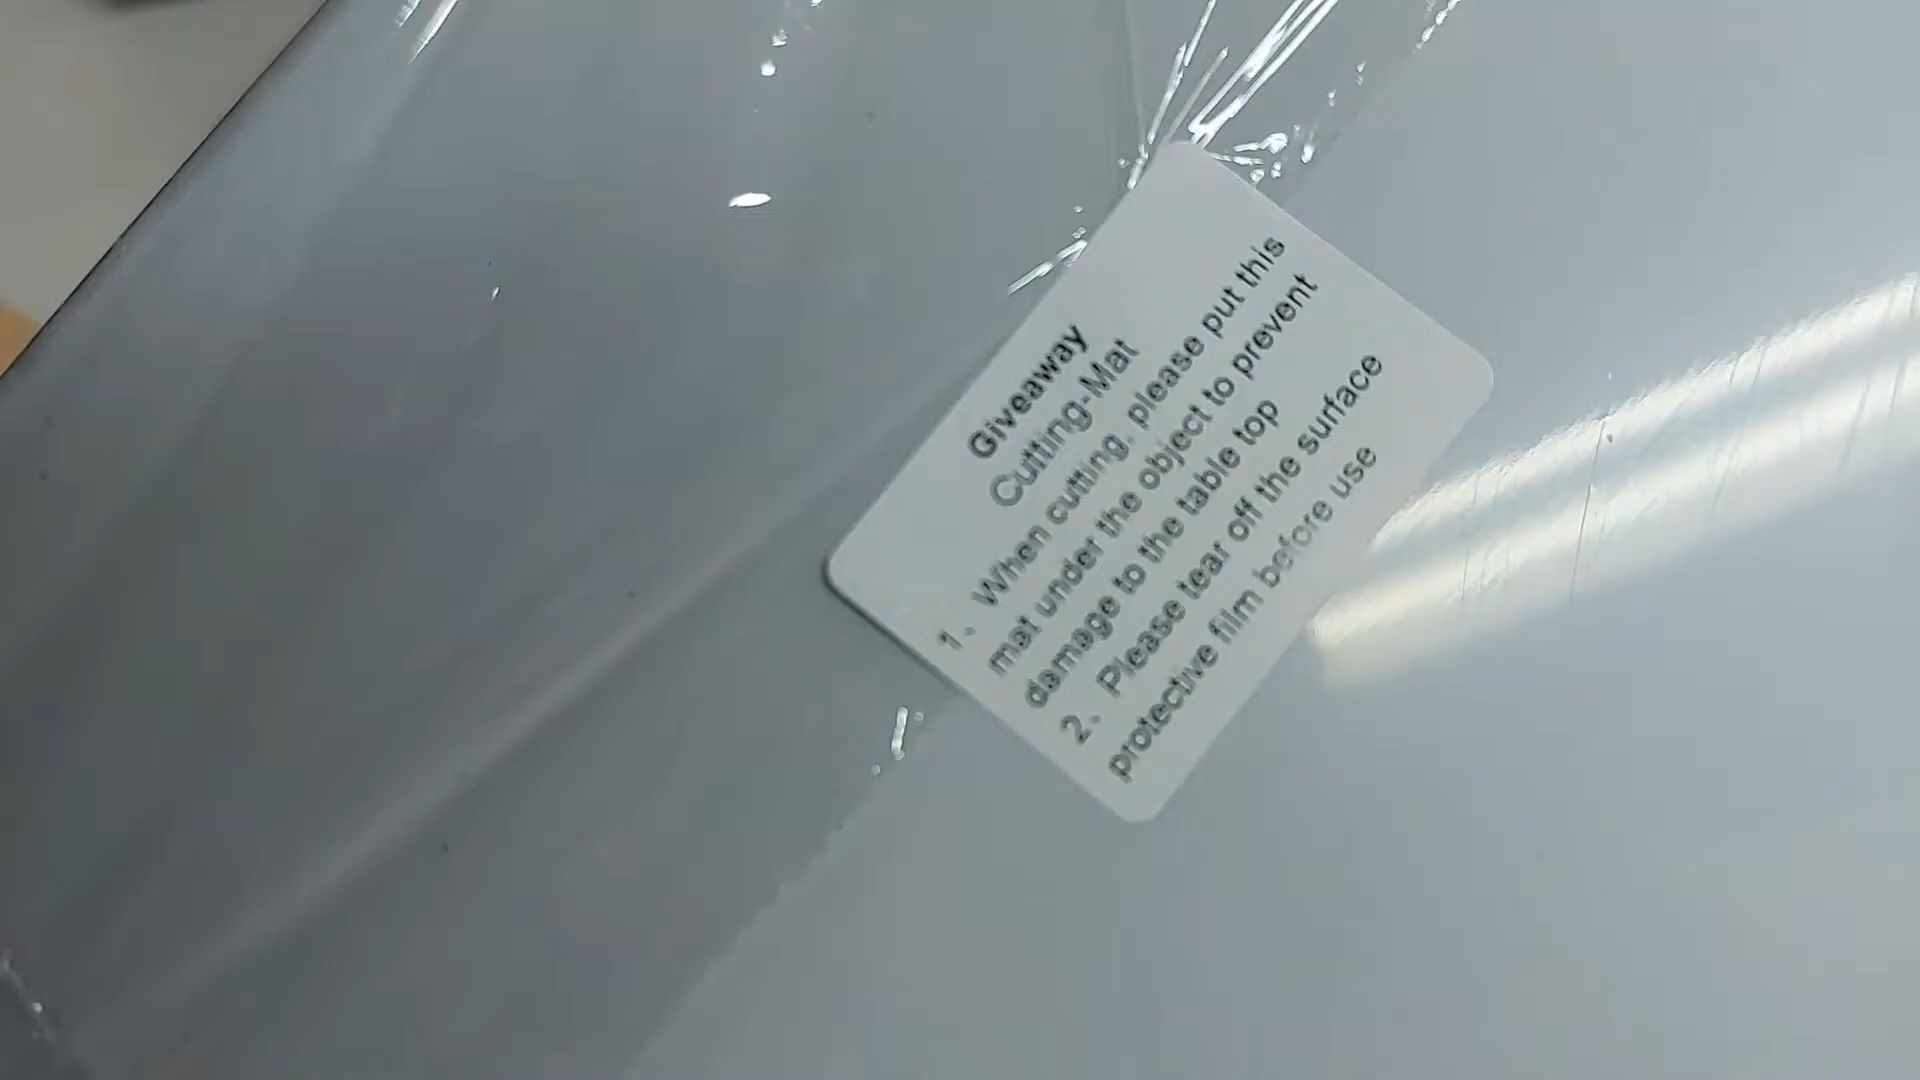 Giveaway
Cutting-Mat
1、When cutting, please put this
mat under the object to prevent
damage to the table top
2、Please tear off the surface
protective film before use